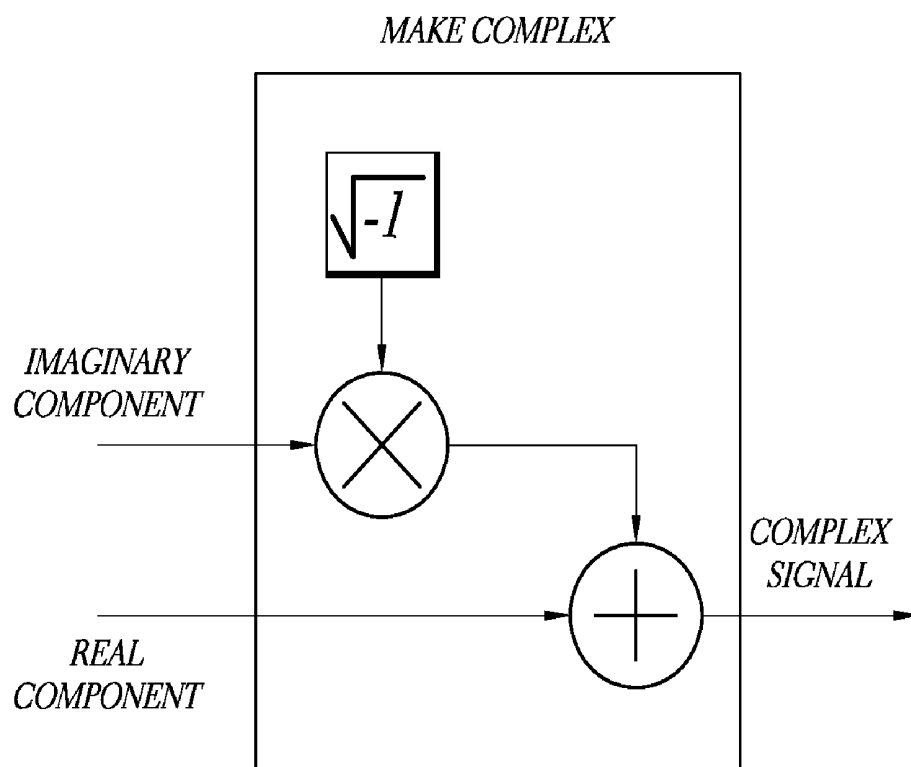 MAKE COMPLEX
√-1
IMAGINARY
COMPONENT
COMPLEX
SIGNAL
REAL
COMPONENT